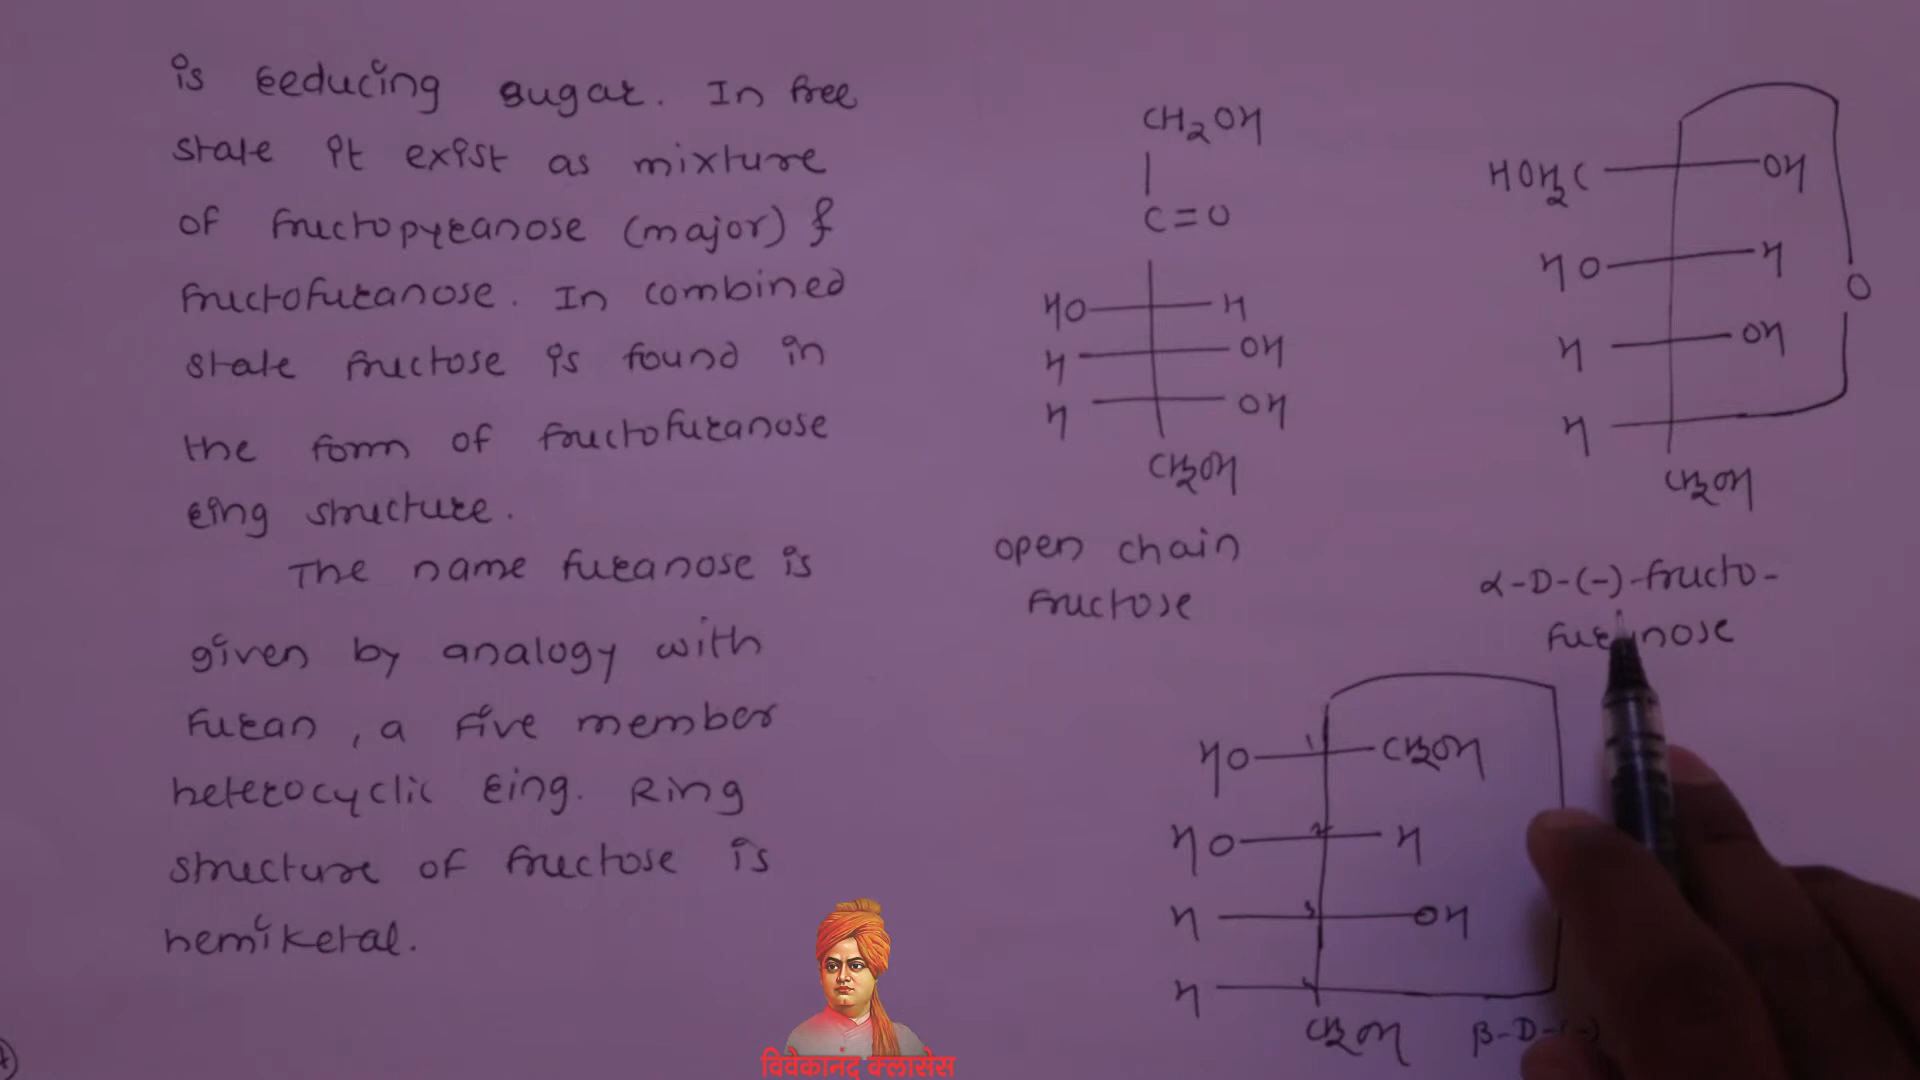 is reducing sugar. In free
state it exist as mixture
of fructopyranose (major) &
fructofuranose. In combined
state fructose is found in
the form of fructofuranose
ring structure.
The name furanose is
given by analogy with
furan, a five member
heterocyclic ring. Ring
structure of fructose is
hemiketal.
CH2OH
C=O
HO H
H OH
H OH
CH2OH
open chain
fructose
HOH2C OH
HO H
H OH
O
H
CH2OH
α-D-(-)-fructo-
furanose
HO 1 CH2OH
HO 2 H
H 3 OH
H
CH2OH β-D-(-)
विवेकानंद क्लासेस